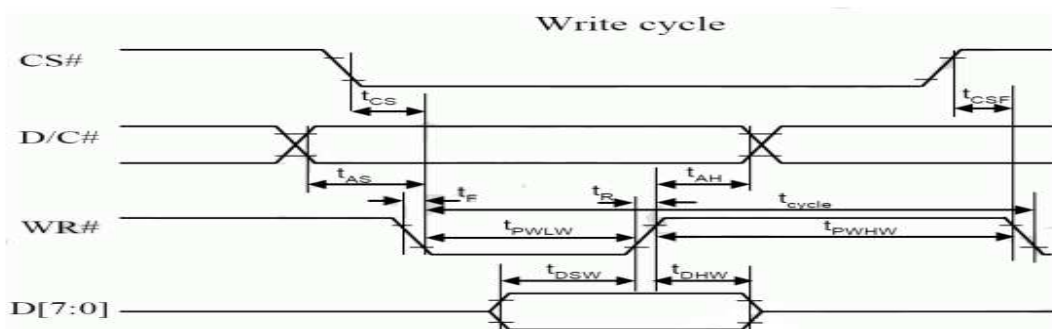 Write cycle
CS#
tCS
tCSF
D/C#
tAS
tF
tR
tAH
tcycle
WR#
tPWLW
tPWHW
tDSW
tDHW
D[7:0]